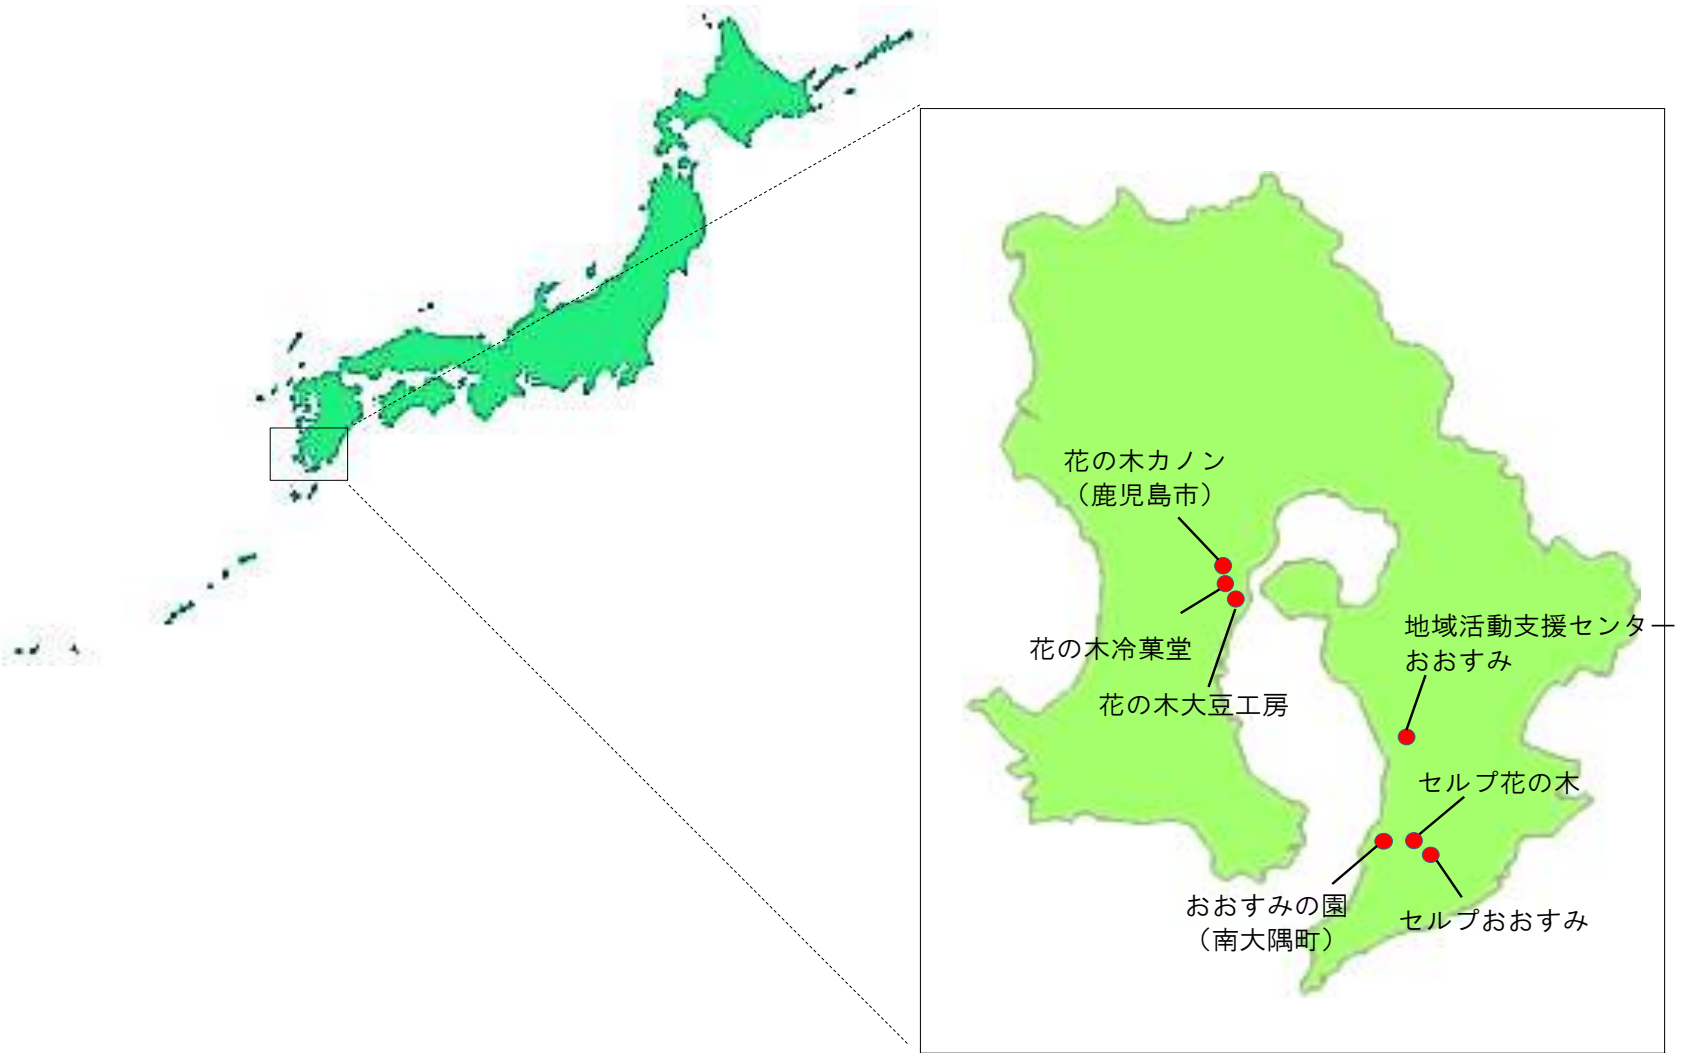 花の木カノン
（鹿児島市）
花の木冷菓堂
花の木大豆工房
地域活動支援センター
おおすみ
セルプ花の木
おおすみの園
（南大隅町）
セルプおおすみ